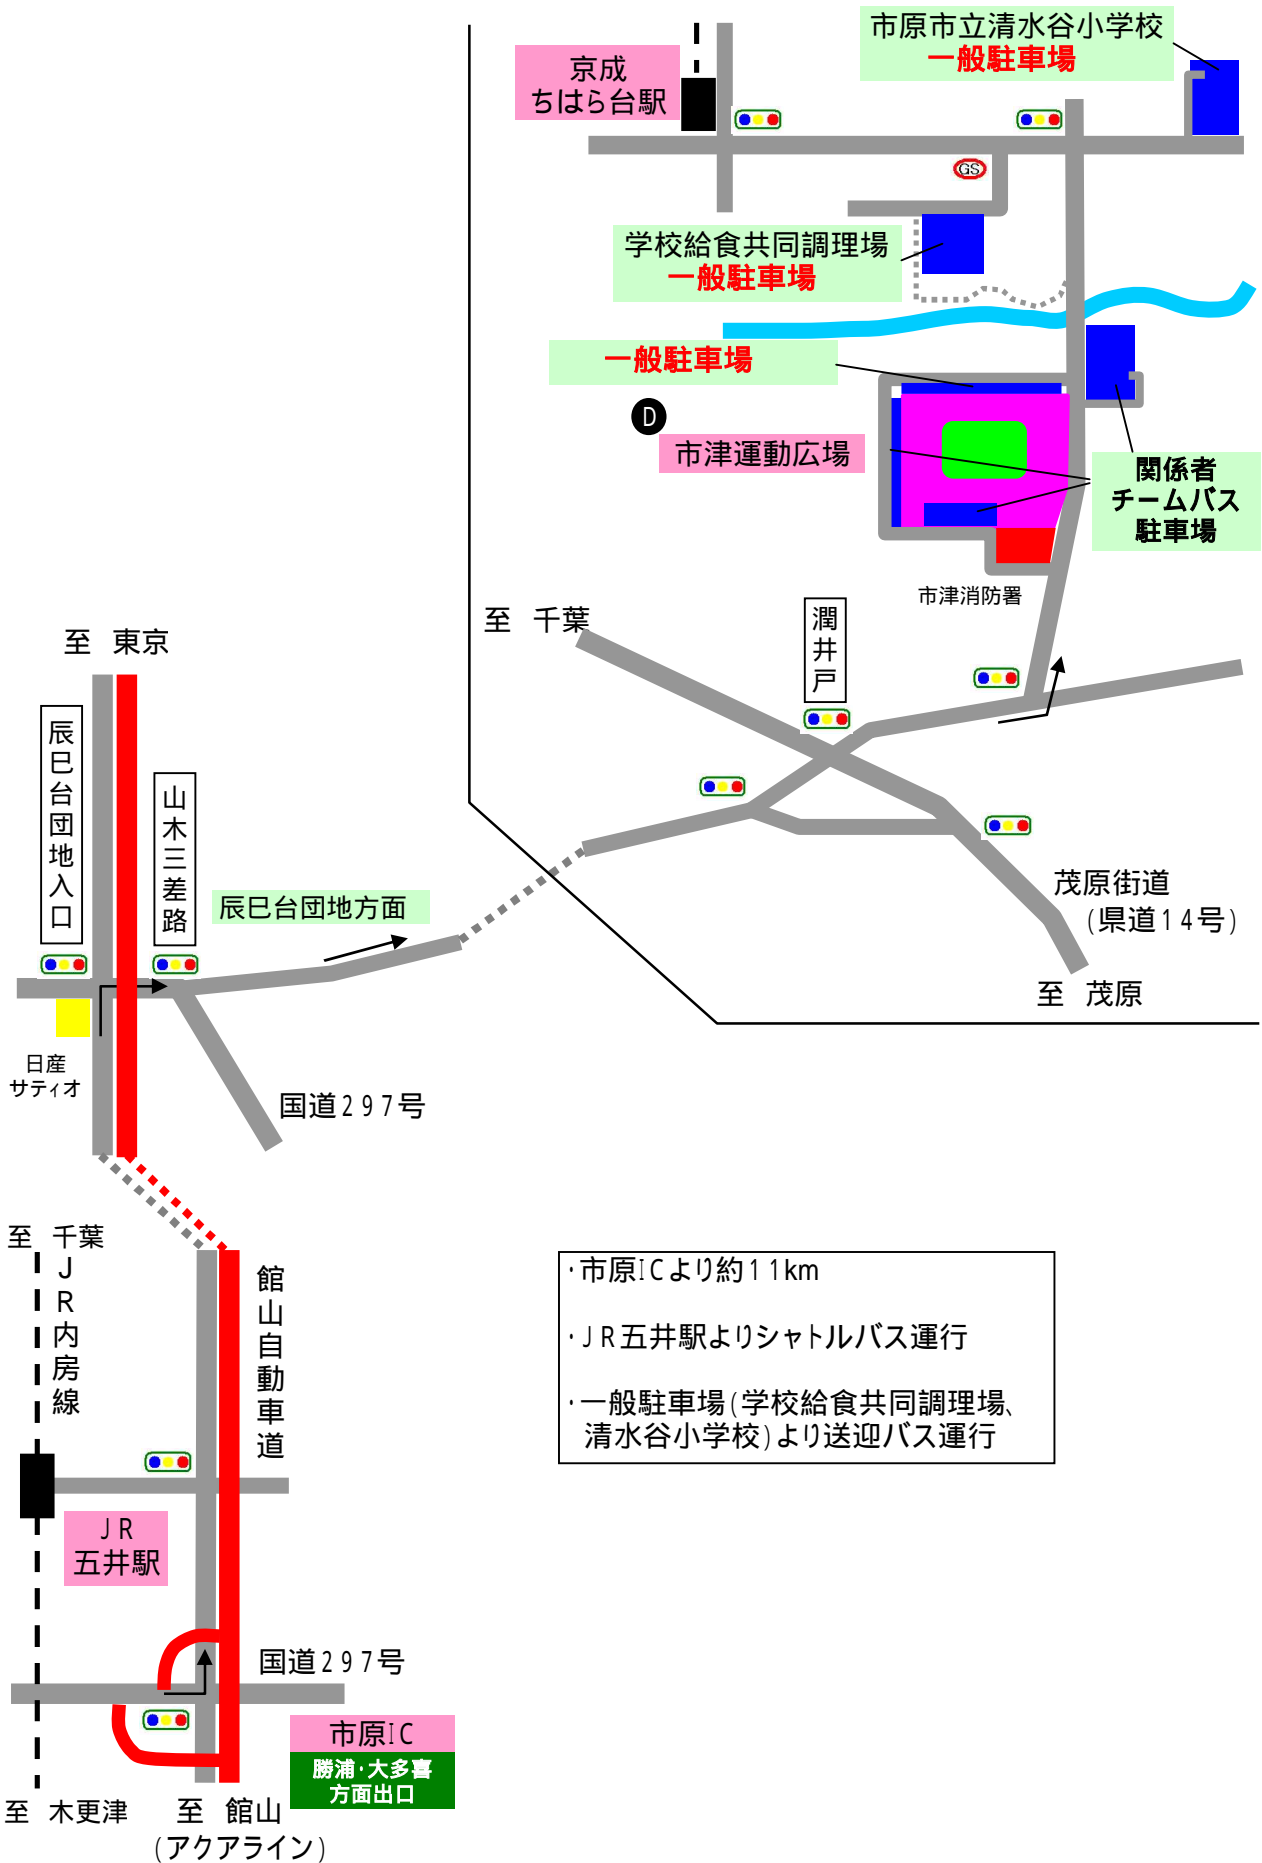 市原市立清水谷小学校
一般駐車場
京成
ちはら台駅
GS
学校給食共同調理場
一般駐車場
一般駐車場
D
市津運動広場
関係者
チームバス
駐車場
市津消防署
至 千葉
潤井戸
至 東京
辰巳台団地入口
山木三差路
辰巳台団地方面
茂原街道
(県道14号)
至 茂原
日産
サティオ
国道297号
至 千葉
JR内房線
館山自動車道
・市原ICより約11km
・JR五井駅よりシャトルバス運行
・一般駐車場(学校給食共同調理場、
清水谷小学校)より送迎バス運行
JR
五井駅
国道297号
市原IC
勝浦・大多喜
方面出口
至 木更津
至 館山
(アクアライン)